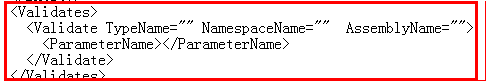 <Validates>
<Validate TypeName="" NamespaceName=""  AssemblyName="">
<ParameterName></ParameterName>
</Validate>
</Validates>